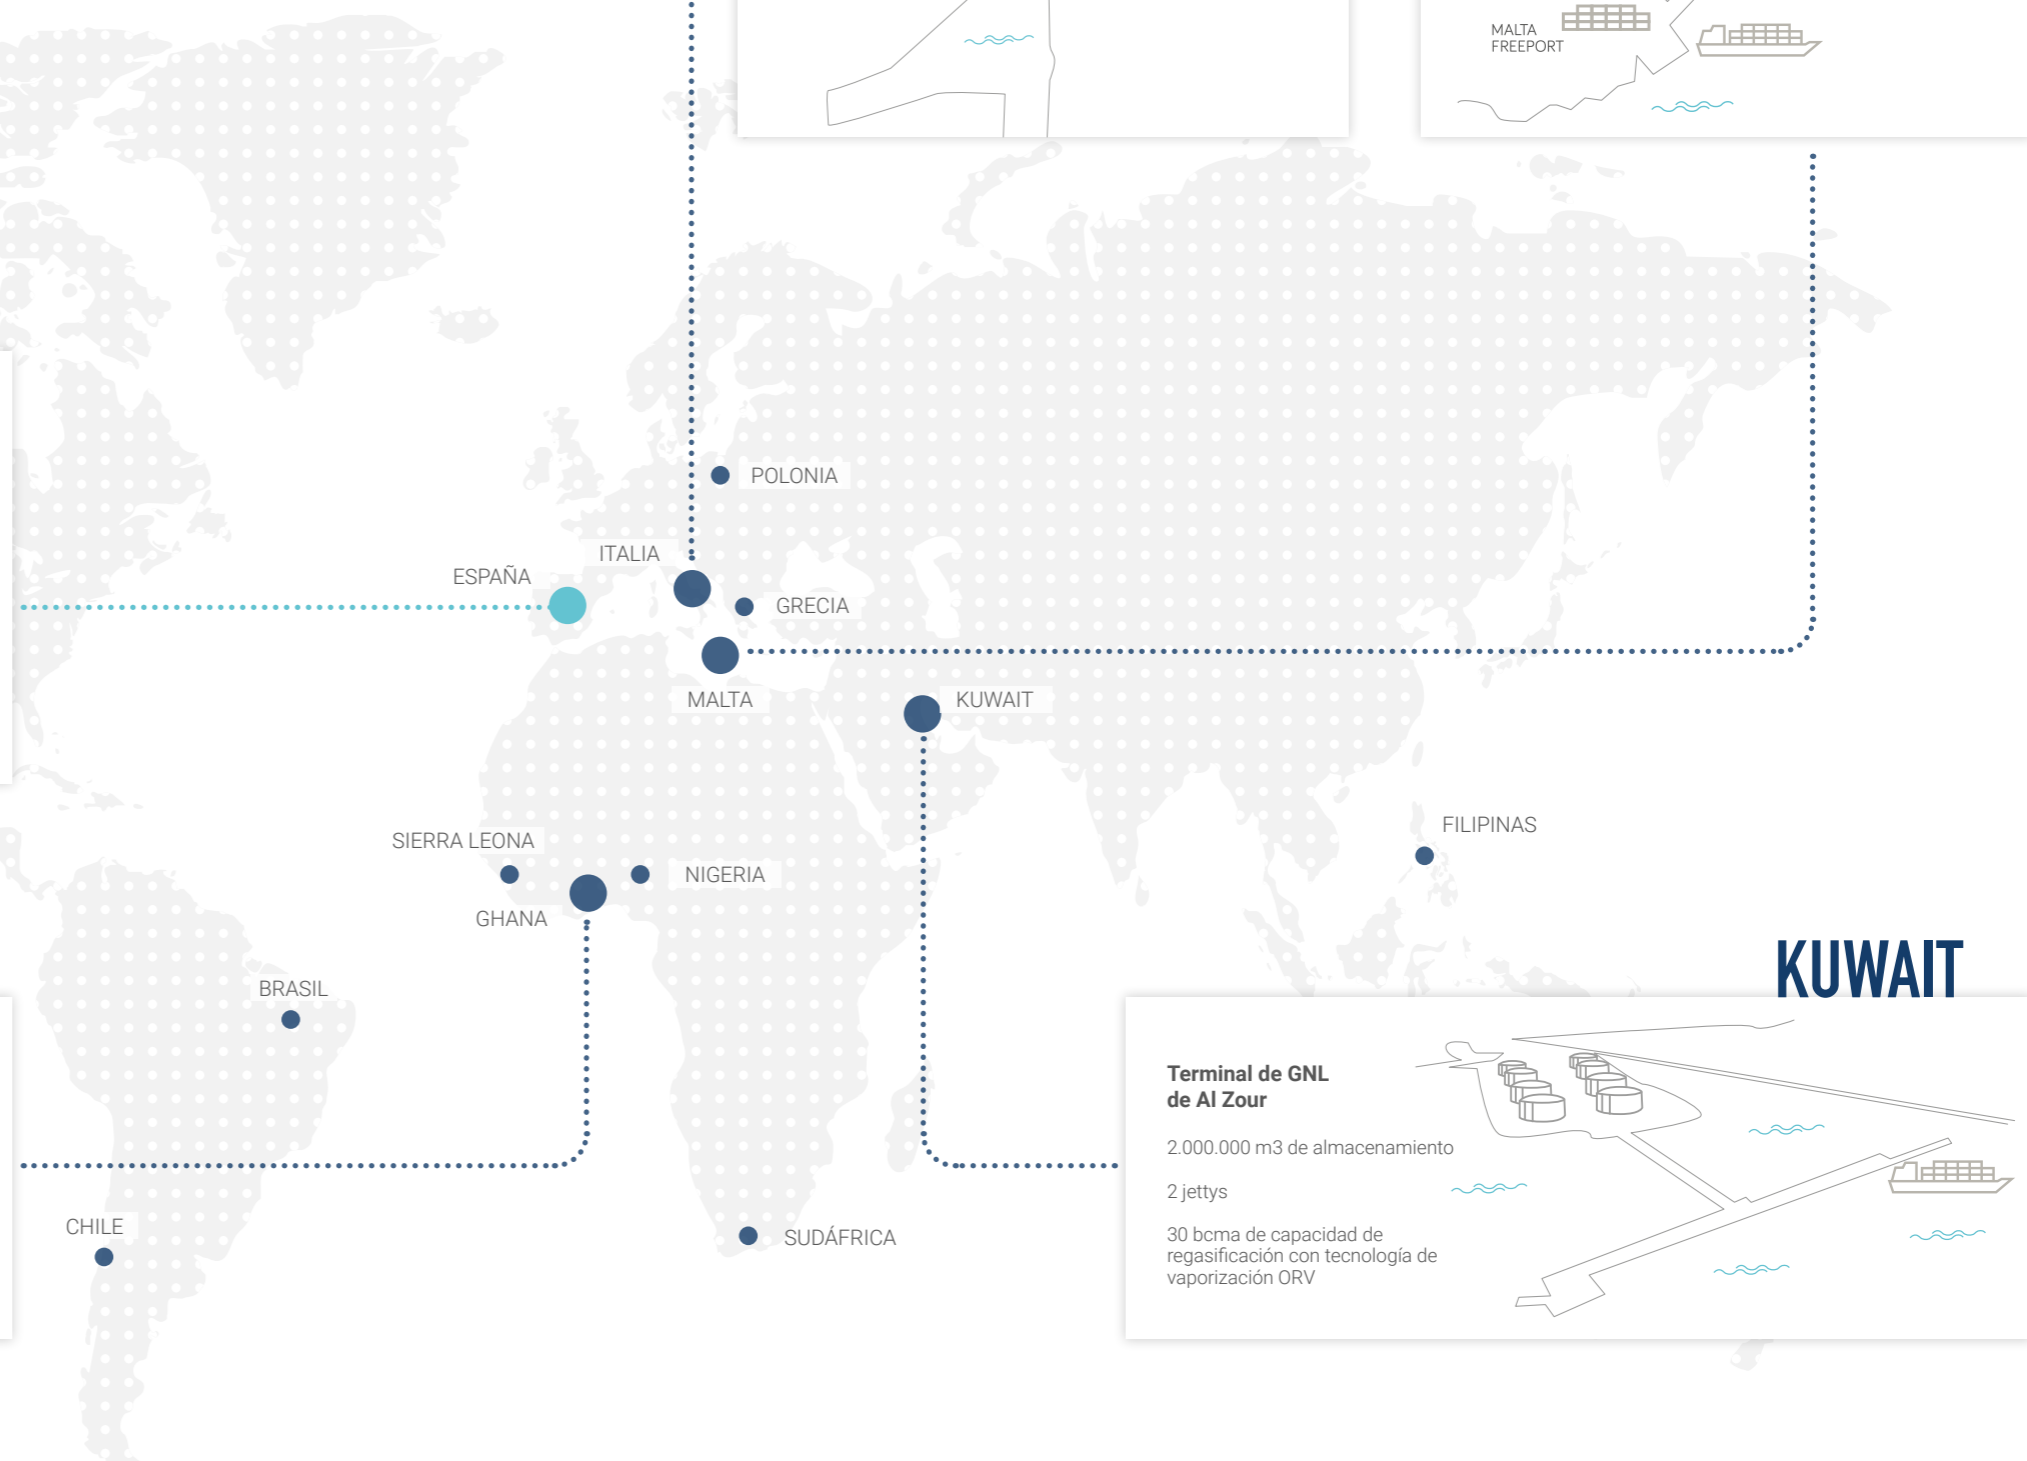 MALTA
FREEPORT
POLONIA
ITALIA
ESPAÑA
GRECIA
MALTA
KUWAIT
FILIPINAS
SIERRA LEONA
NIGERIA
GHANA
BRASIL
CHILE
SUDÁFRICA
KUWAIT
Terminal de GNL
de Al Zour
2.000.000 m3 de almacenamiento
2 jettys
30 bcma de capacidad de
regasificación con tecnología de
vaporización ORV